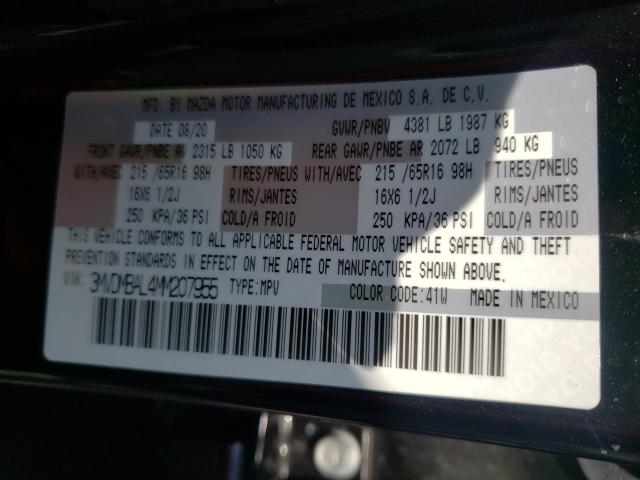 MFD. BY MAZDA MOTOR MANUFACTURING DE MEXICO S.A. DE C.V.
DATE 08/20 GVWR/PNBV 4381 LB 1987 KG
FRONT GAWR/PNBE AV 2315 LB 1050 KG REAR GAWR/PNBE AR 2072 LB 940 KG
WITH/AVEC 215 /65R16 98H TIRES/PNEUS WITH/AVEC 215 /65R16 98H TIRES/PNEUS
16X6 1/2J RIMS/JANTES 16X6 1/2J RIMS/JANTES
250 KPA/36 PSI COLD/A FROID 250 KPA/36 PSI COLD/A FROID
THIS VEHICLE CONFORMS TO ALL APPLICABLE FEDERAL MOTOR VEHICLE SAFETY AND THEFT
PREVENTION STANDARDS IN EFFECT ON THE DATE OF MANUFACTURE SHOWN ABOVE.
VIN: 3MVDMBAL4MM207955 TYPE:MPV
COLOR CODE:41W MADE IN MEXICO